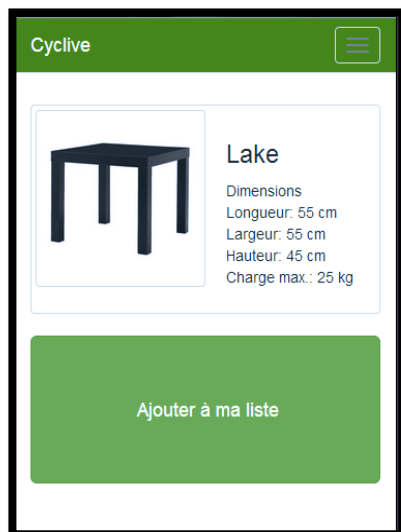 Cyclive
Lake
Dimensions
Longueur: 55 cm
Largeur: 55 cm
Hauteur: 45 cm
Charge max.: 25 kg
Ajouter à ma liste